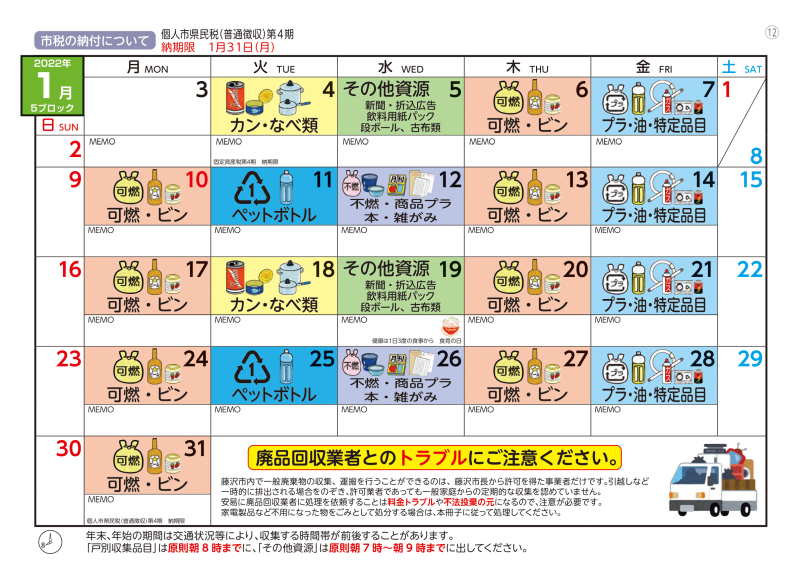 ⑫
市税の納付について
個人市県民税(普通徴収)第4期
納期限　1月31日(月)
2022年
1月
5ブロック
日 SUN
月 MON
火 TUE
水 WED
木 THU
金 FRI
土 SAT
3
MEMO
4
カン・なべ類
MEMO
固定資産税第4期　納期限
その他資源 5
新聞・折込広告
飲料用紙パック
段ボール、古布類
MEMO
可燃
6
可燃・ビン
MEMO
プラ
7
プラ・油・特定品目
MEMO
1
8
2
9
可燃
10
可燃・ビン
MEMO
1
11
ペットボトル
MEMO
不燃
12
不燃・商品プラ
本・雑がみ
MEMO
可燃
13
可燃・ビン
MEMO
プラ
14
プラ・油・特定品目
MEMO
15
16
可燃
17
可燃・ビン
MEMO
18
カン・なべ類
MEMO
その他資源 19
新聞・折込広告
飲料用紙パック
段ボール、古布類
MEMO
健康は1日3度の食事から　食育の日
可燃
20
可燃・ビン
MEMO
プラ
21
プラ・油・特定品目
MEMO
22
23
可燃
24
可燃・ビン
MEMO
1
25
ペットボトル
MEMO
不燃
26
不燃・商品プラ
本・雑がみ
MEMO
可燃
27
可燃・ビン
MEMO
プラ
28
プラ・油・特定品目
MEMO
29
30
可燃
31
可燃・ビン
MEMO
個人市県民税(普通徴収)第4期　納期限
廃品回収業者とのトラブルにご注意ください。
藤沢市内で一般廃棄物の収集、運搬を行うことができるのは、藤沢市長から許可を得た事業者だけです。引越しなど
一時的に排出される場合をのぞき、許可業者であっても一般家庭からの定期的な収集を認めていません。
安易に廃品回収業者に処理を依頼することは料金トラブルや不法投棄の元になるので、注意が必要です。
家電製品など不用になった物をごみとして処分する場合は、本冊子に従って処理してください。
8
年末、年始の期間は交通状況等により、収集する時間帯が前後することがあります。
「戸別収集品目」は原則朝8時までに、「その他資源」は原則朝7時～朝9時までに出してください。